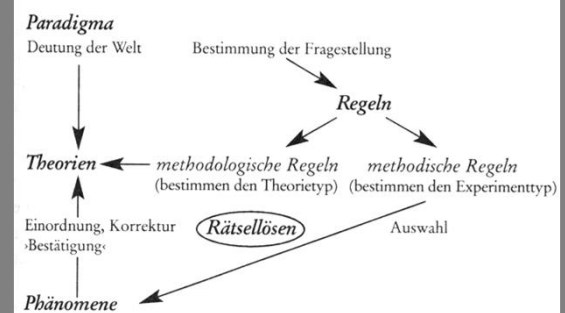 Paradigma
Deutung der Welt
Bestimmung der Fragestellung
Regeln
Theorien
methodologische Regeln
(bestimmen den Theorietyp)
methodische Regeln
(bestimmen den Experimenttyp)
Einordnung, Korrektur
›Bestätigung‹
Rätsellösen
Auswahl
Phänomene